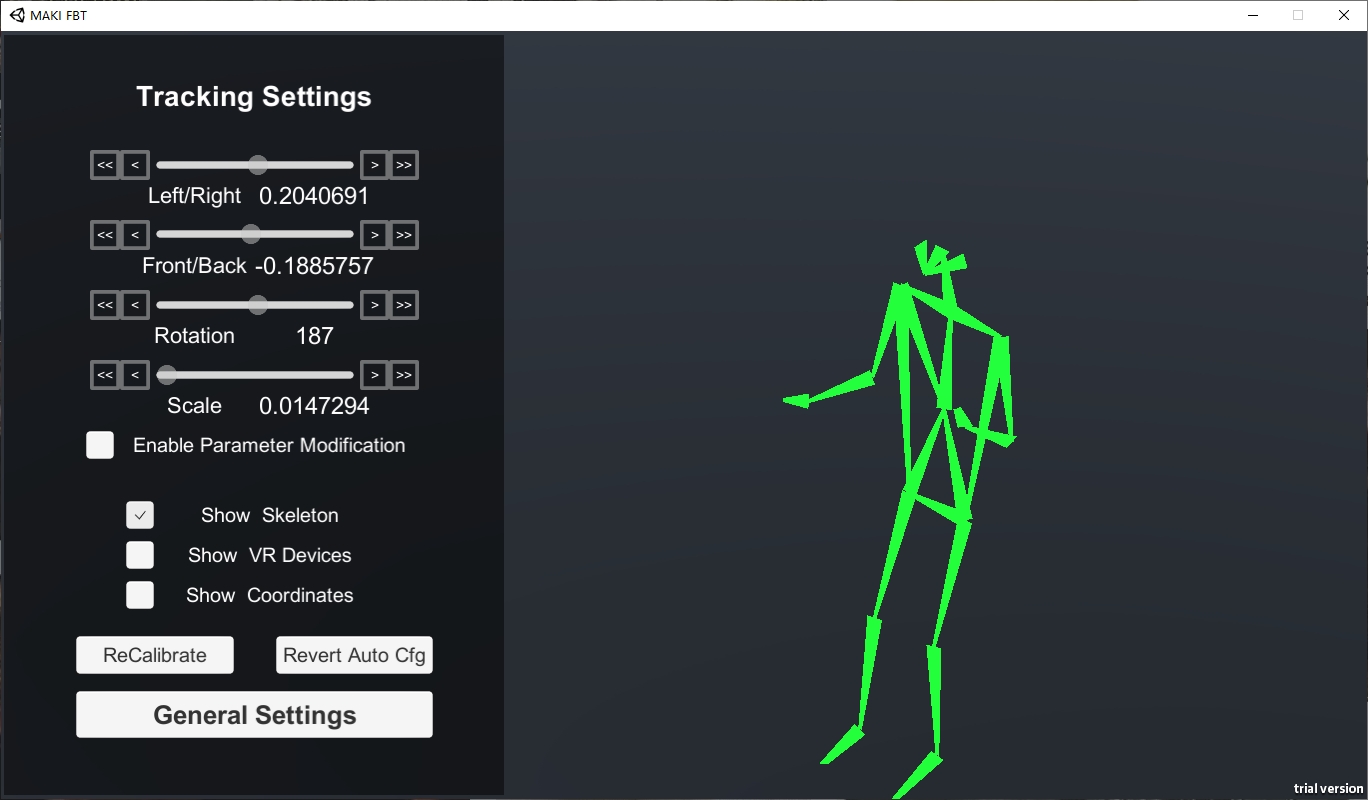 MAKI FBT
Tracking Settings
<< < > >>
Left/Right 0.2040691
<< < > >>
Front/Back -0.1885757
<< < > >>
Rotation 187
<< < > >>
Scale 0.0147294
Enable Parameter Modification
Show Skeleton
Show VR Devices
Show Coordinates
ReCalibrate Revert Auto Cfg
General Settings
trial version